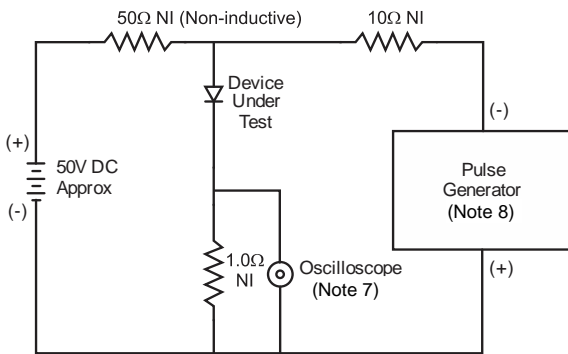 50Ω NI (Non-inductive)
10Ω NI
Device
Under
Test
(-)
(+)
50V DC
Approx
(-)
Pulse
Generator
(Note 8)
1.0Ω
NI
Oscilloscope
(Note 7)
(+)